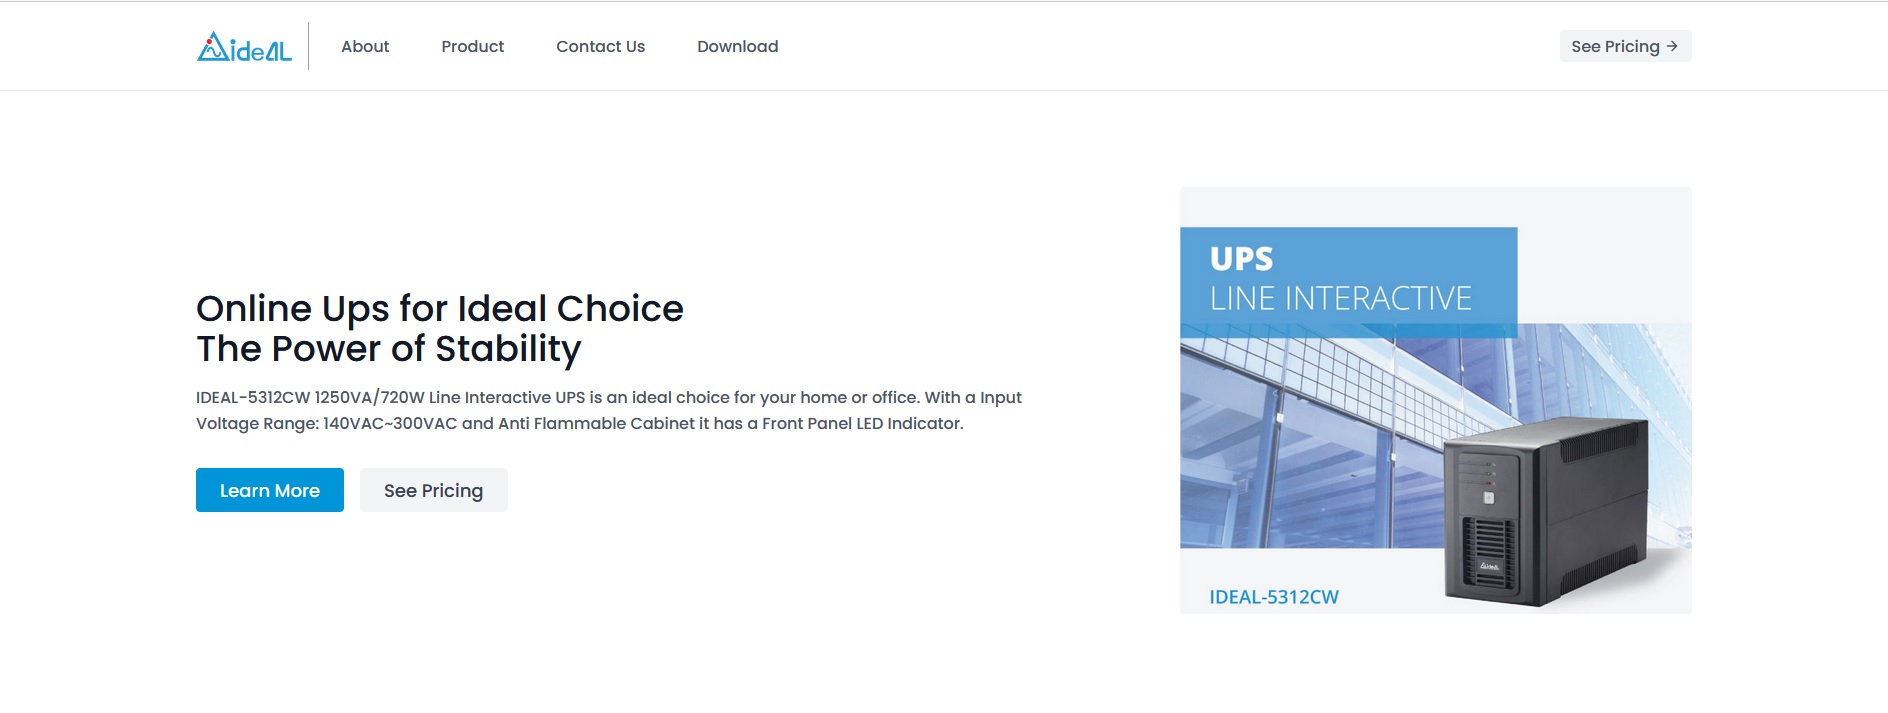 ideAL
About
Product
Contact Us
Download
See Pricing →
Online Ups for Ideal Choice
The Power of Stability
IDEAL-5312CW 1250VA/720W Line Interactive UPS is an ideal choice for your home or office. With a Input
Voltage Range: 140VAC~300VAC and Anti Flammable Cabinet it has a Front Panel LED Indicator.
Learn More
See Pricing
UPS
LINE INTERACTIVE
ideAL
IDEAL-5312CW